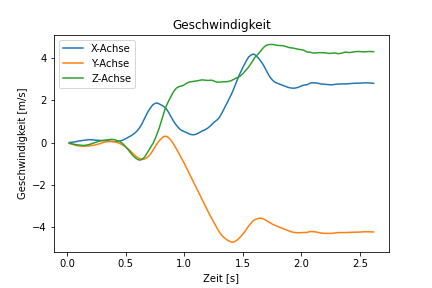 Geschwindigkeit
X-Achse
Y-Achse
Z-Achse
Geschwindigkeit [m/s]
4
2
0
−2
−4
0.0 0.5 1.0 1.5 2.0 2.5
Zeit [s]